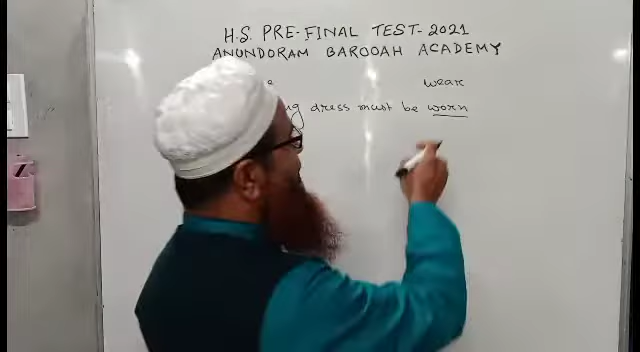 H.S. PRE-FINAL TEST-2021
ANUNDORAM BAROOAH ACADEMY
wear
dress must be worn